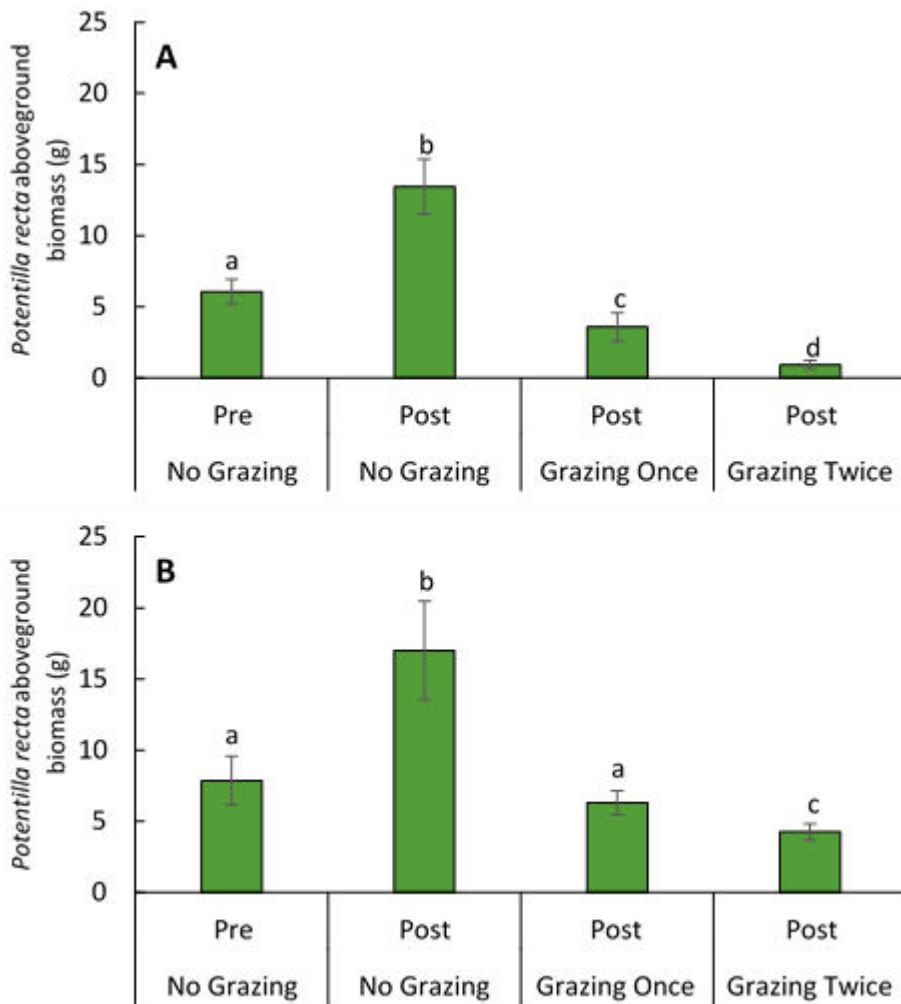 Potentilla recta aboveground
biomass (g)
25
20
15
10
5
0
A
a
b
c
d
Pre Post Post Post
No Grazing No Grazing Grazing Once Grazing Twice
Potentilla recta aboveground
biomass (g)
25
20
15
10
5
0
B
a
b
a
c
Pre Post Post Post
No Grazing No Grazing Grazing Once Grazing Twice